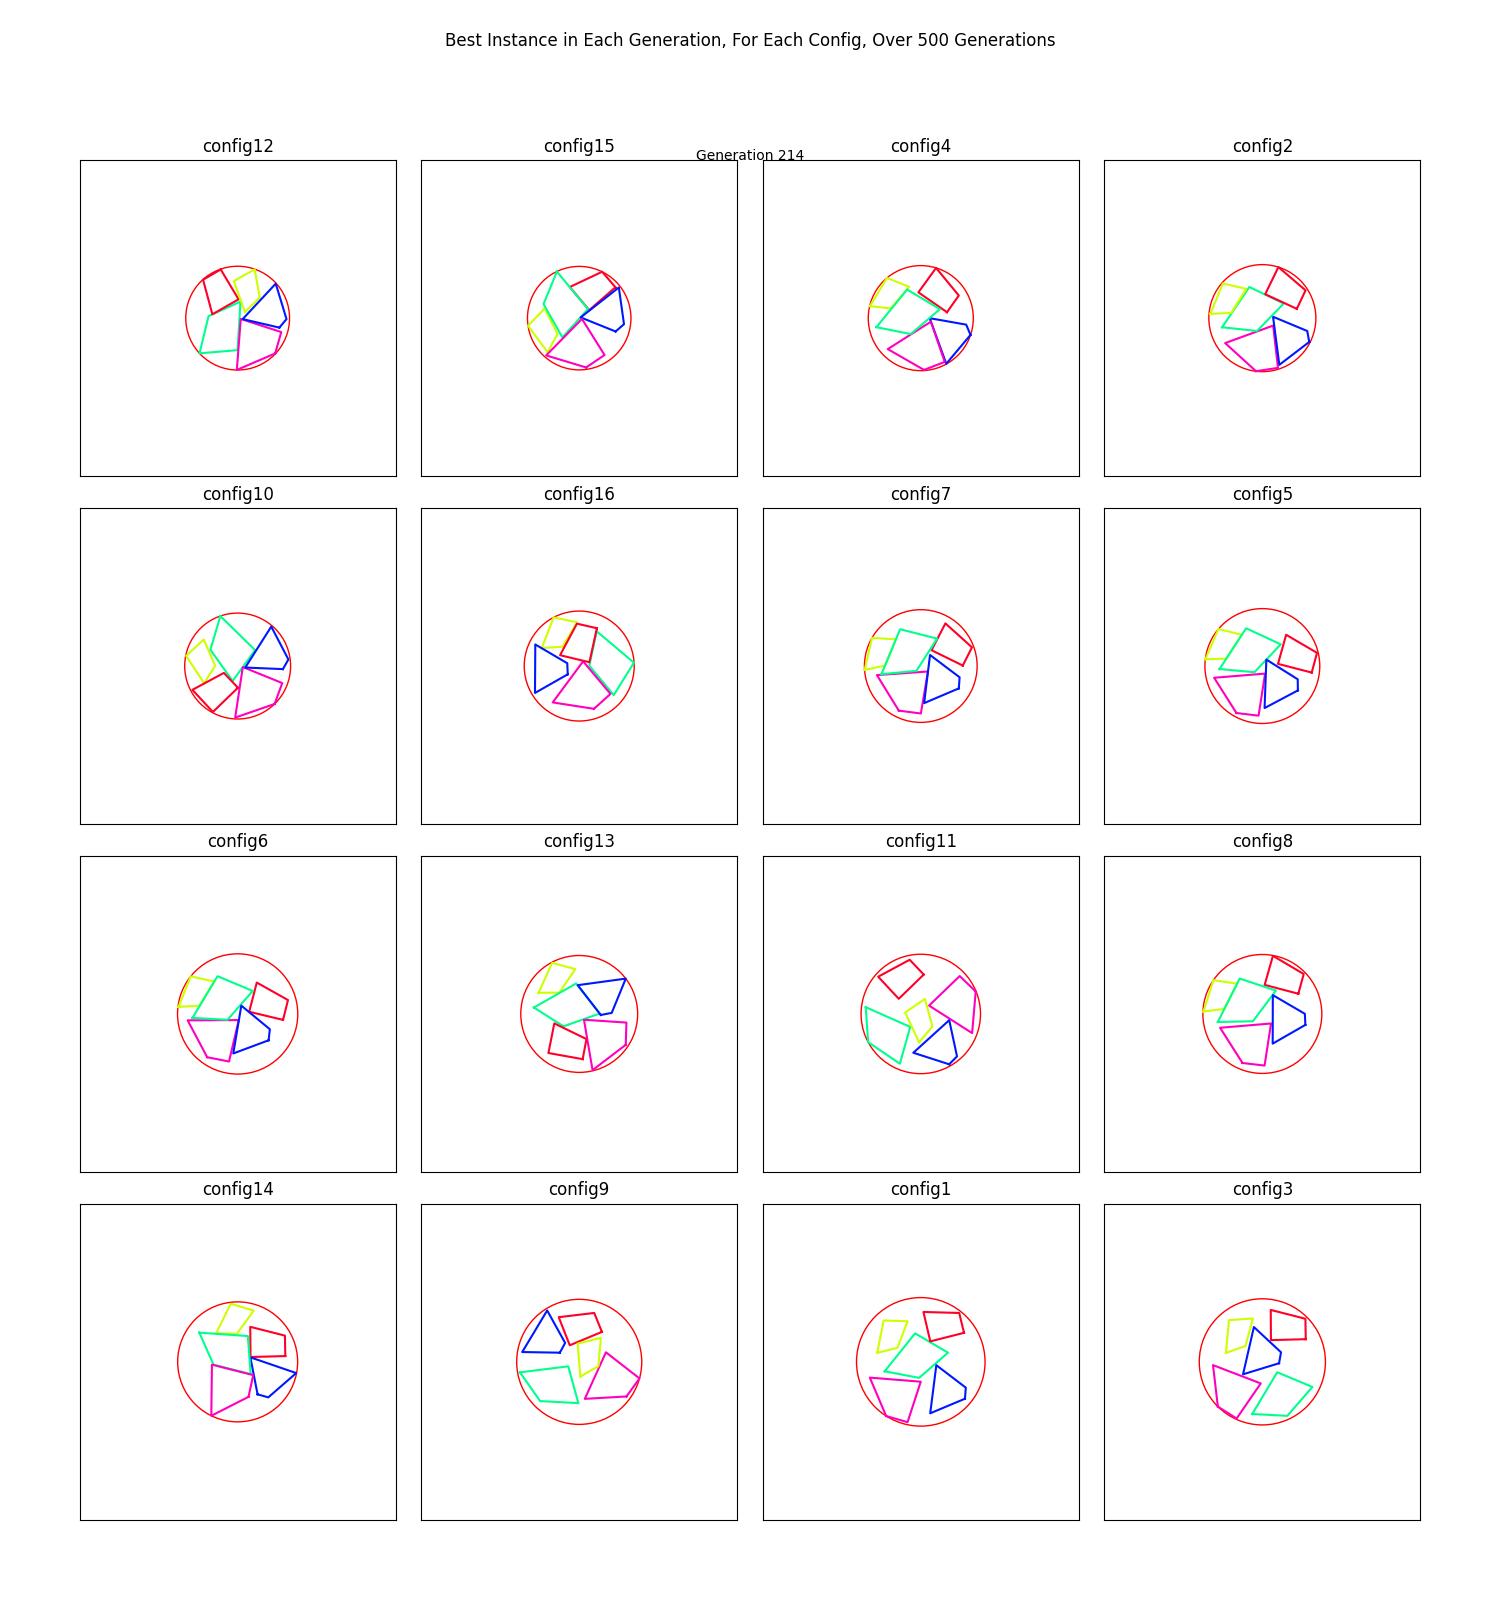 Best Instance in Each Generation, For Each Config, Over 500 Generations
Generation 214
config12
config15
config4
config2
config10
config16
config7
config5
config6
config13
config11
config8
config14
config9
config1
config3